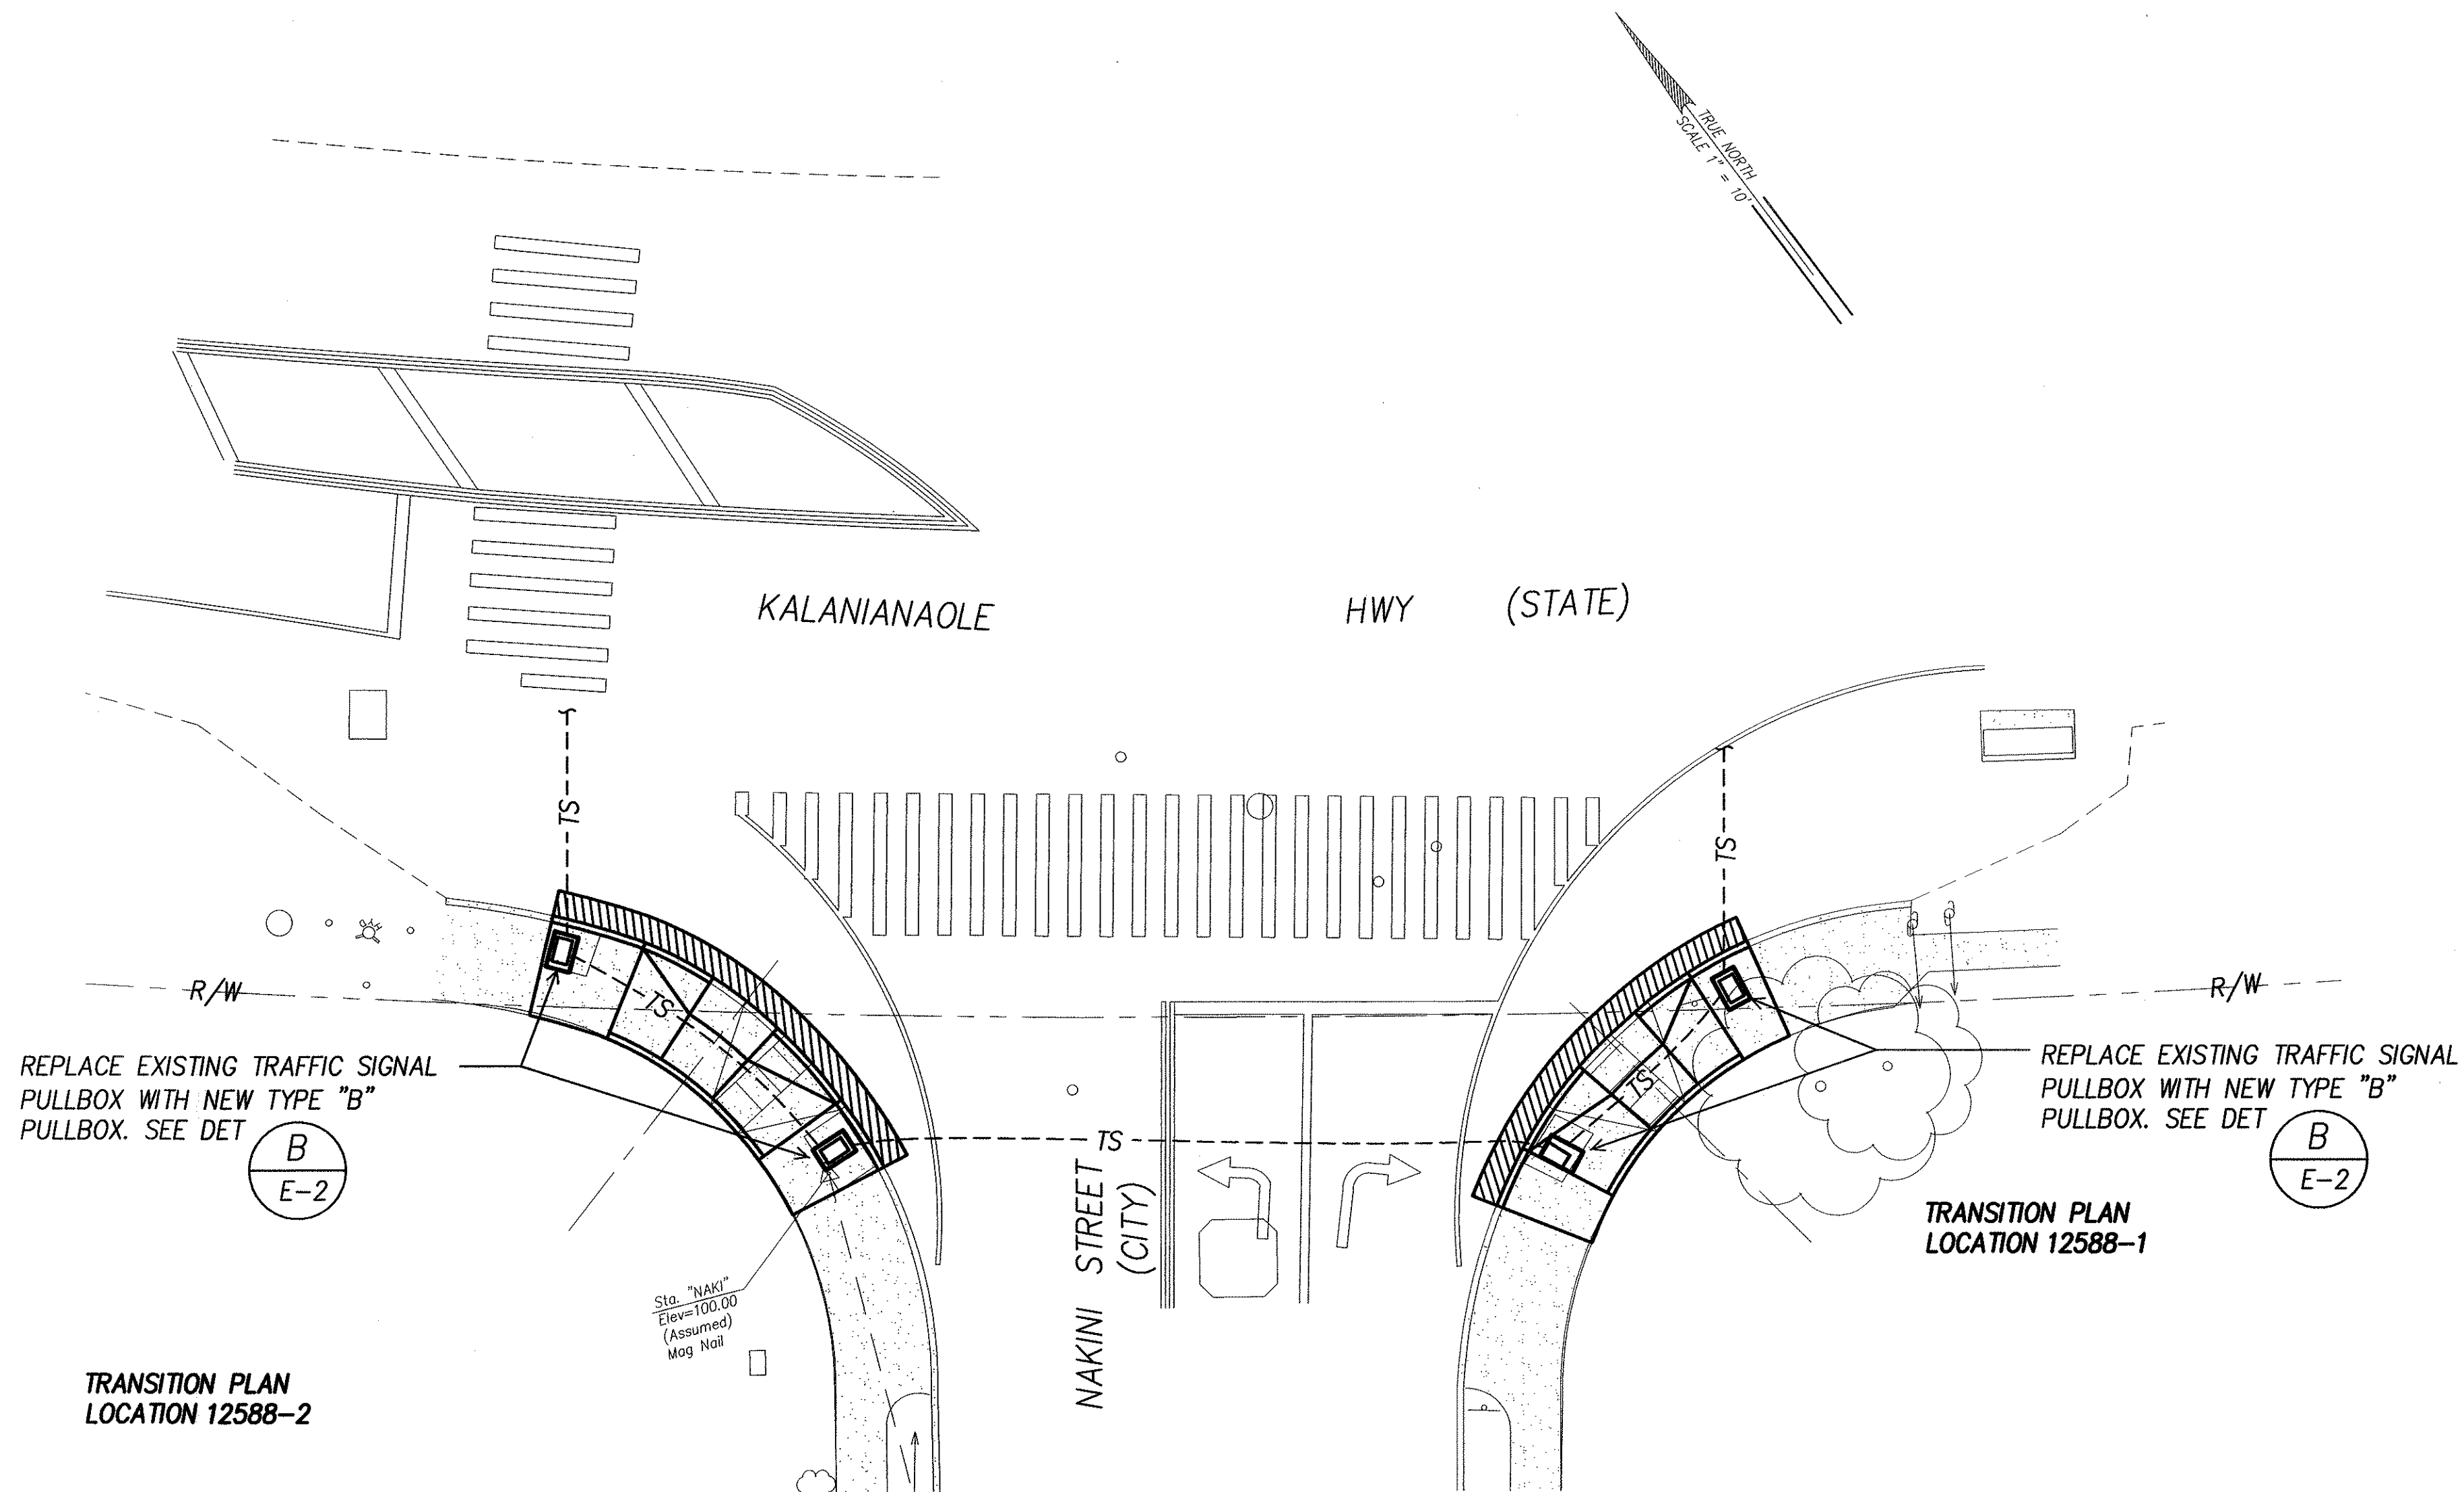 TRUE NORTH
SCALE 1" = 10'
KALANIANAOLE HWY (STATE)
TS
TS
R/W
R/W
TS
TS
REPLACE EXISTING TRAFFIC SIGNAL
PULLBOX WITH NEW TYPE "B"
PULLBOX. SEE DET
B
E-2
REPLACE EXISTING TRAFFIC SIGNAL
PULLBOX WITH NEW TYPE "B"
PULLBOX. SEE DET
B
E-2
TS
NAKINI STREET
(CITY)
TRANSITION PLAN
LOCATION 12588-1
Sta. "NAKI"
Elev=100.00
(Assumed)
Mag Nail
TRANSITION PLAN
LOCATION 12588-2